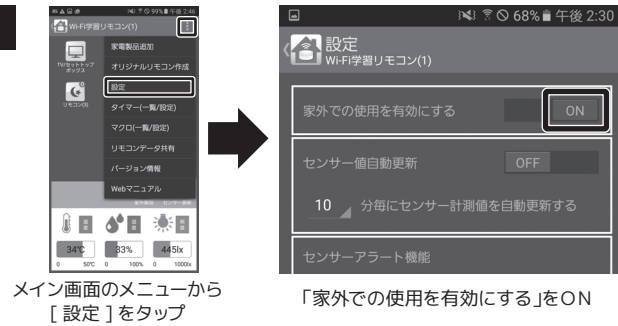 99% 午後 2:46
Wi-Fi学習リモコン(1)
TV/セットトップ
ボックス
リモコン(3)
家電製品追加
オリジナルリモコン作成
設定
タイマー(一覧/設定)
マクロ(一覧/設定)
リモコンデータ共有
バージョン情報
Webマニュアル
34℃
33%
445lx
0 50℃
0 100%
0 1000lx
メイン画面のメニューから
[ 設定 ] をタップ
68% 午後 2:30
設定
Wi-Fi学習リモコン(1)
家外での使用を有効にする ON
センサー値自動更新 OFF
10 分毎にセンサー計測値を自動更新する
センサーアラート機能
「家外での使用を有効にする」をON